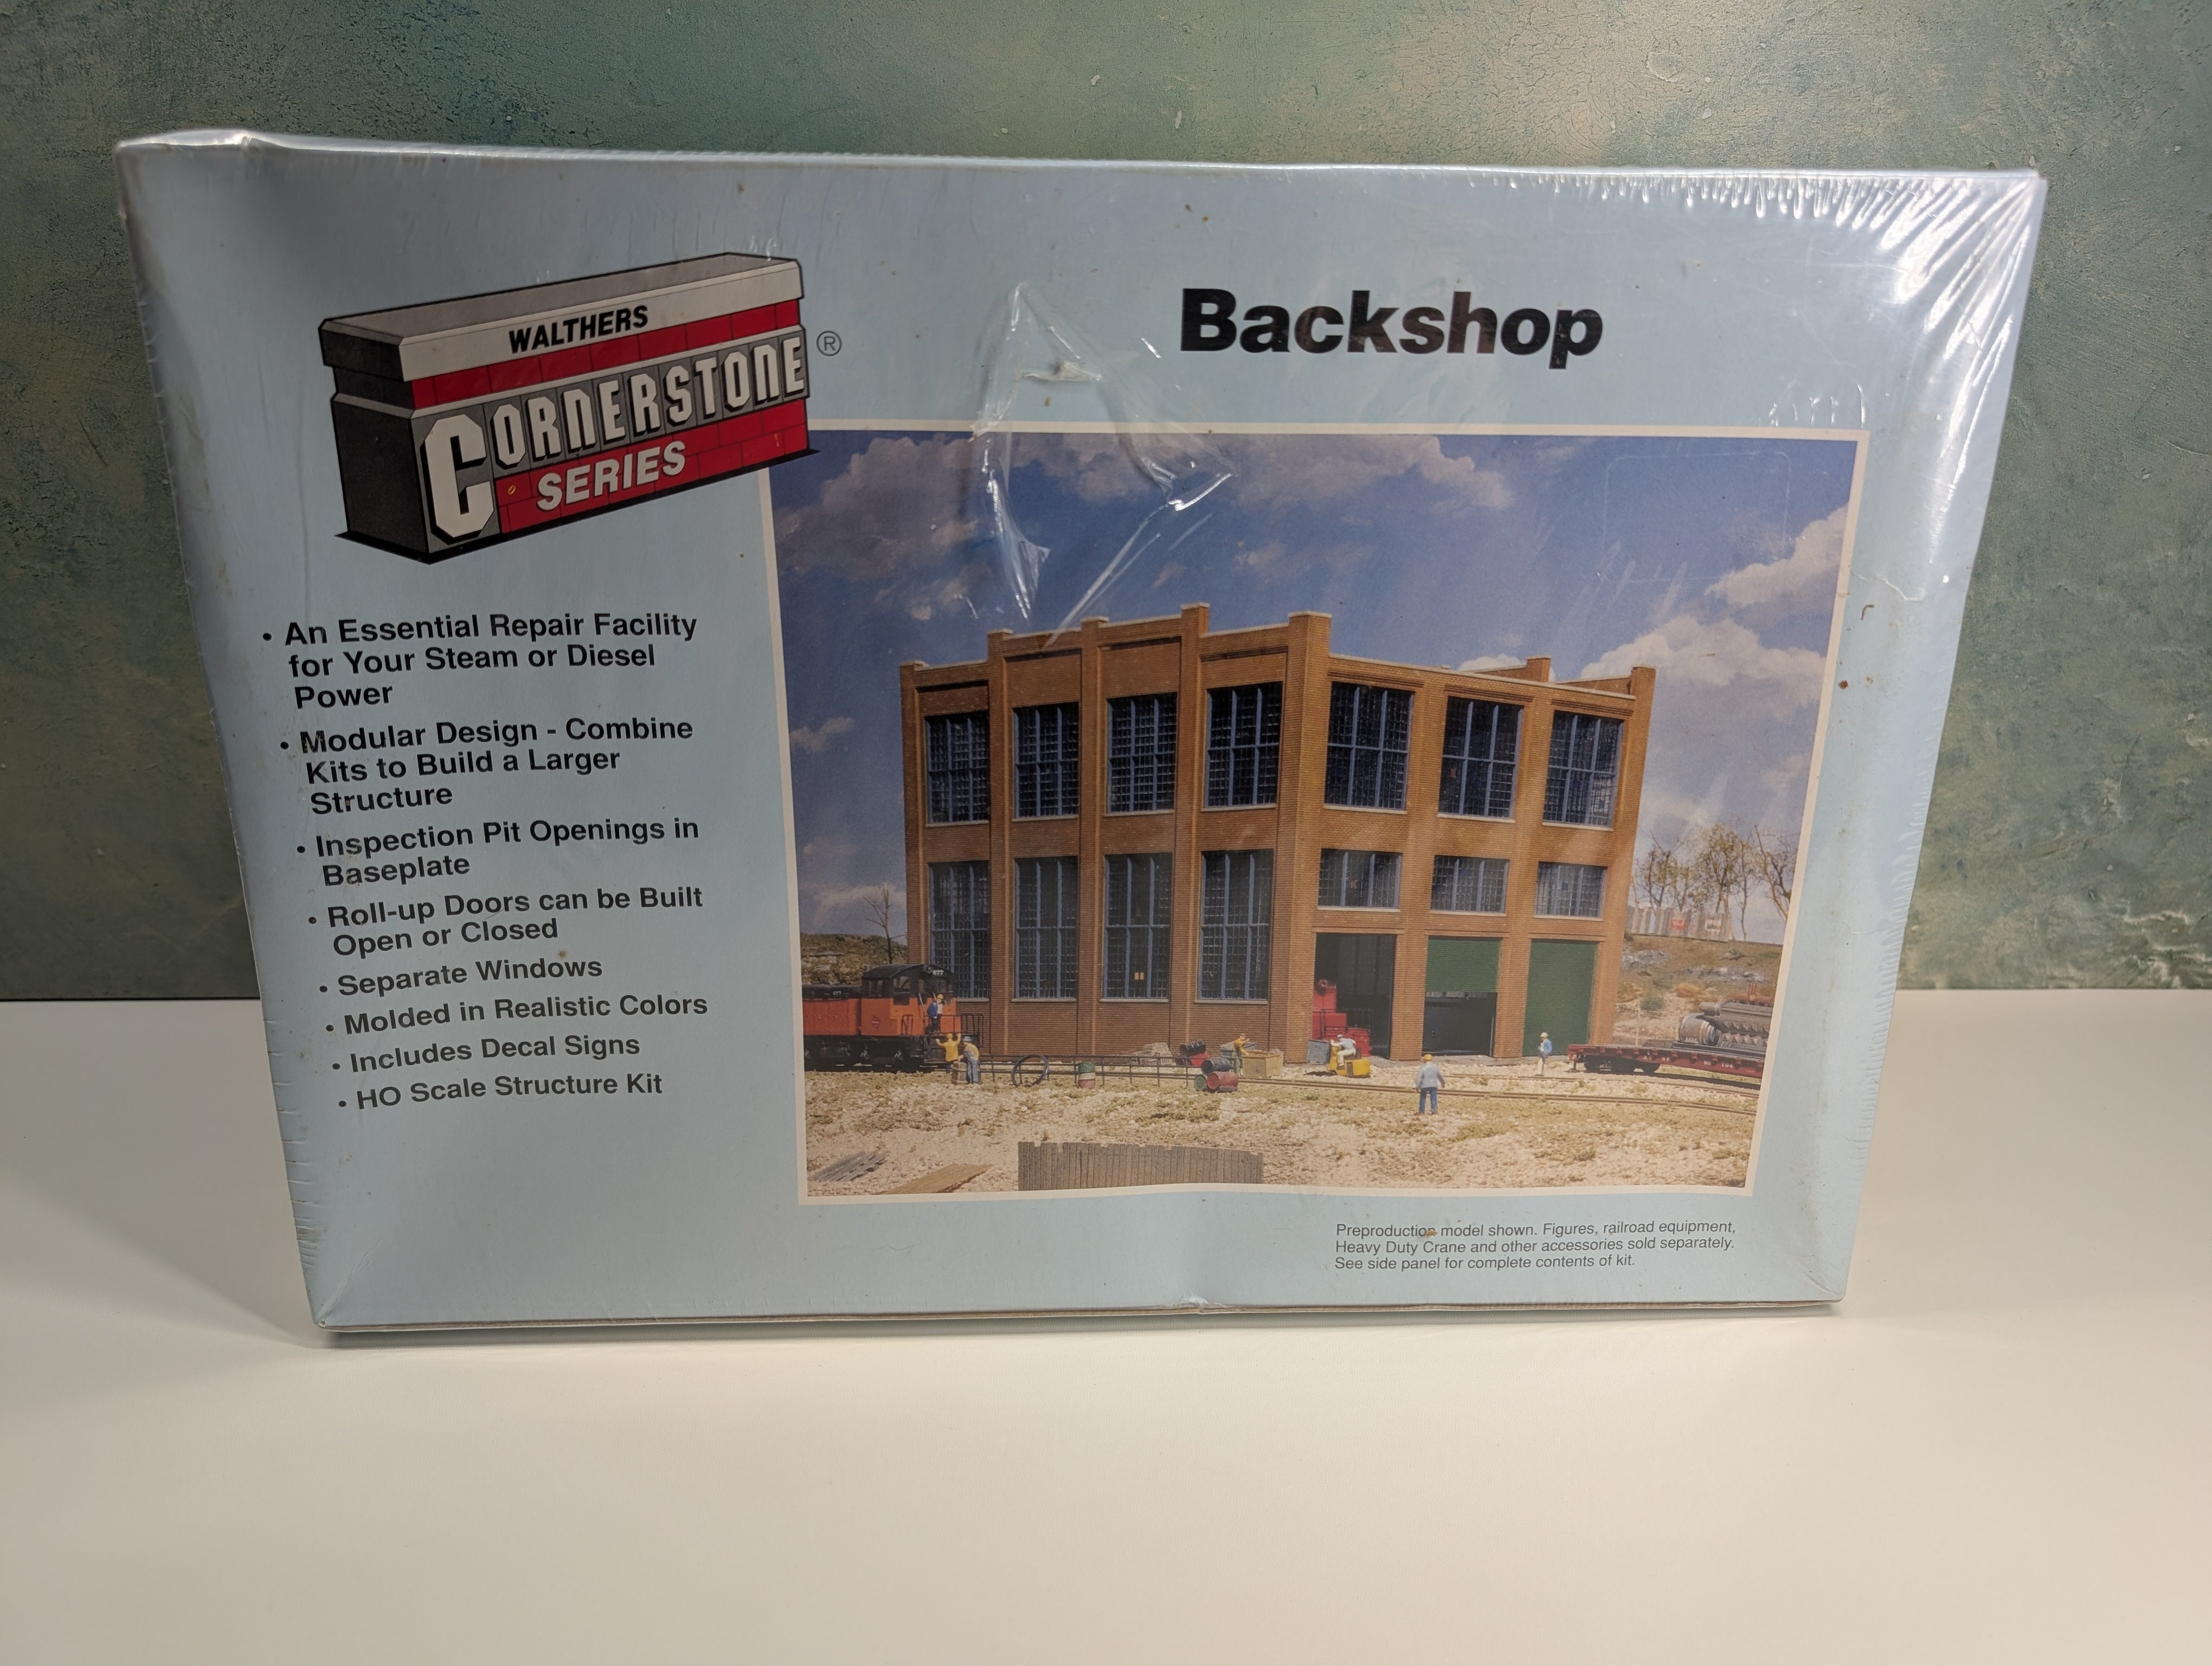 WALTHERS
CORNERSTONE
SERIES
®
Backshop
• An Essential Repair Facility
for Your Steam or Diesel
Power
• Modular Design - Combine
Kits to Build a Larger
Structure
• Inspection Pit Openings in
Baseplate
• Roll-up Doors can be Built
Open or Closed
• Separate Windows
• Molded in Realistic Colors
• Includes Decal Signs
• HO Scale Structure Kit
Preproduction model shown. Figures, railroad equipment,
Heavy Duty Crane and other accessories sold separately.
See side panel for complete contents of kit.